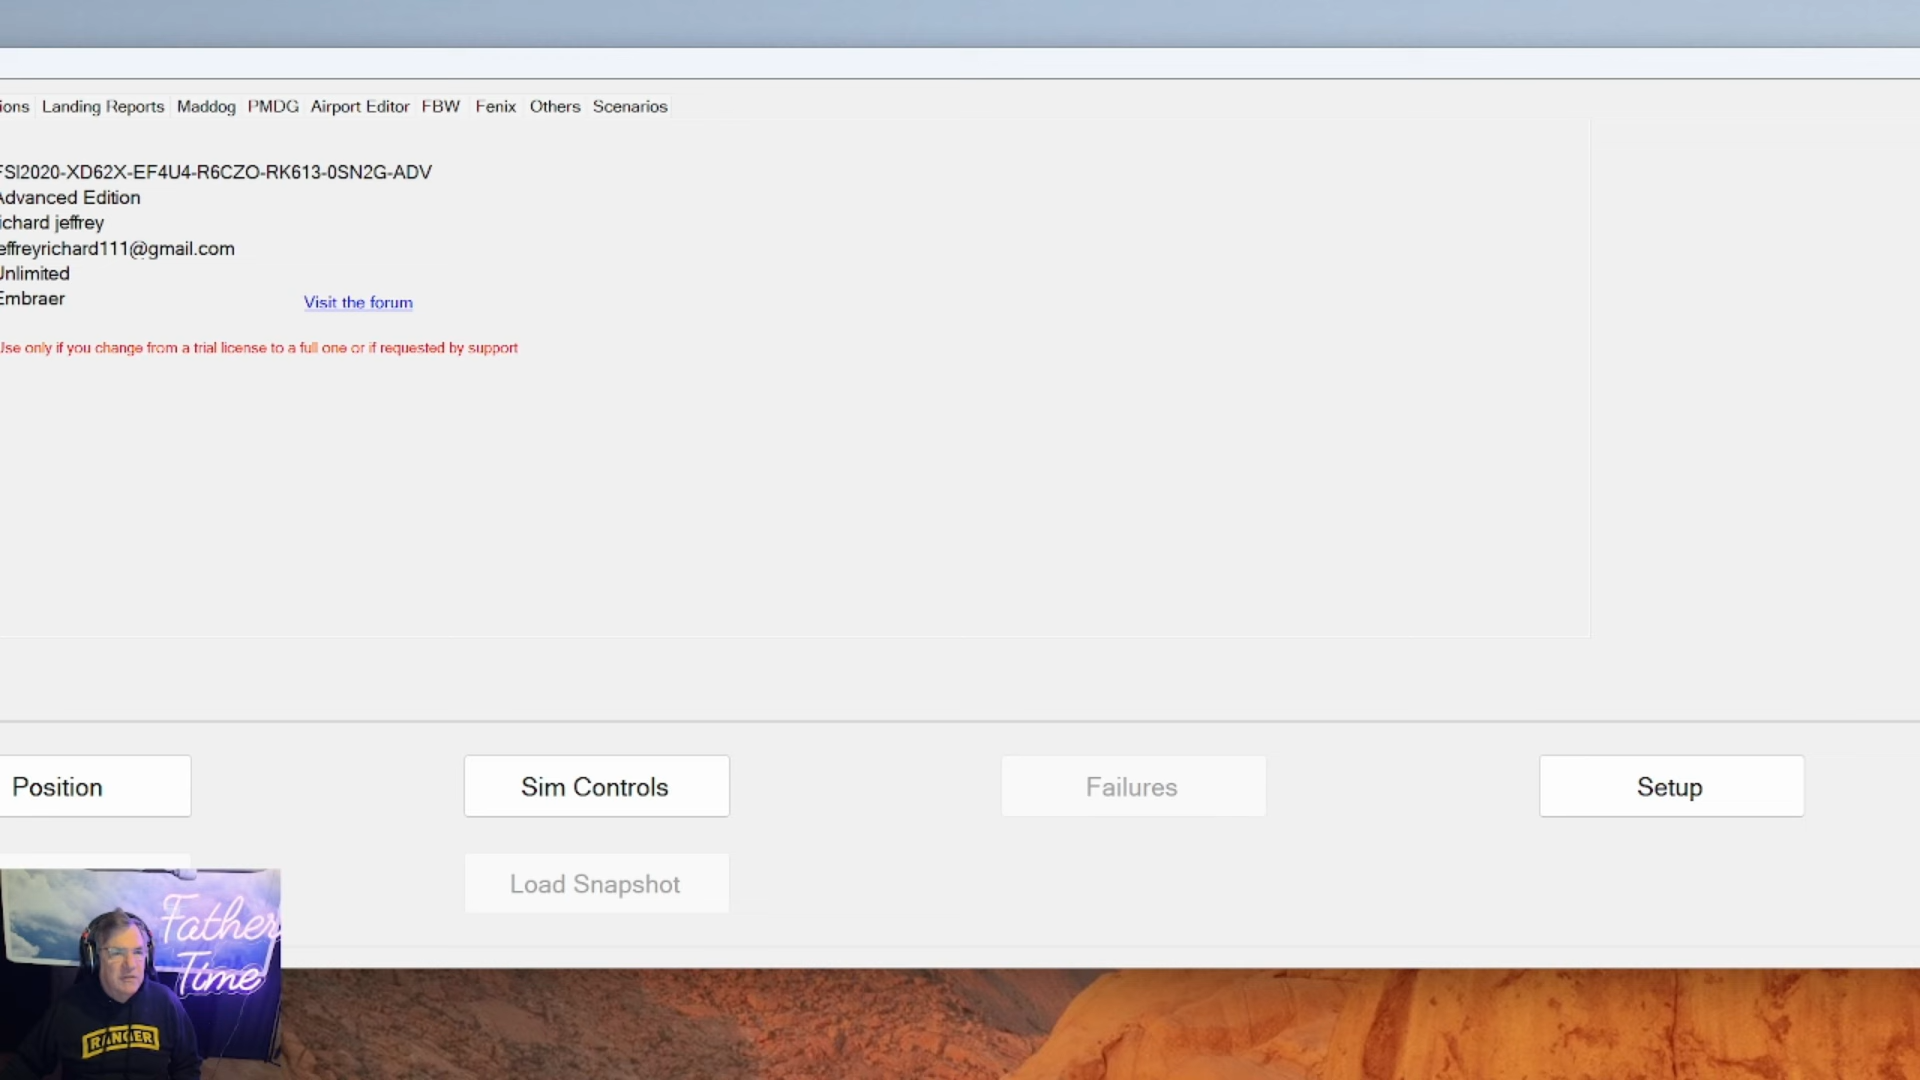 ions Landing Reports Maddog PMDG Airport Editor FBW Fenix Others Scenarios
FSI2020-XD62X-EF4U4-R6CZO-RK613-0SN2G-ADV
Advanced Edition
ichard jeffrey
effreyrichard111@gmail.com
Unlimited
Embraer
Visit the forum
Use only if you change from a trial license to a full one or if requested by support
Position Sim Controls Failures Setup
Load Snapshot
Father
Time
RANGER